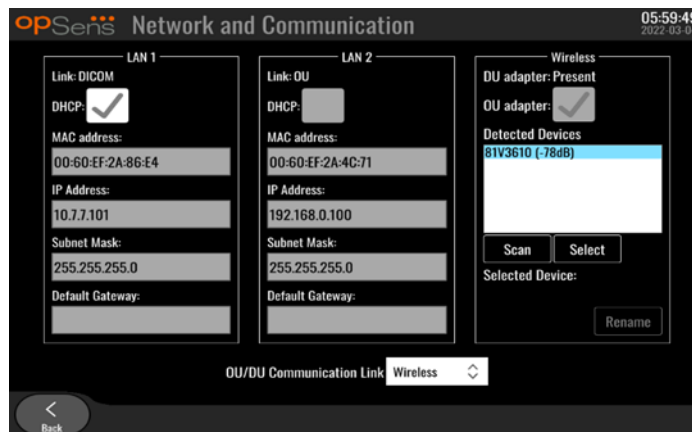 opSens Network and Communication
05:59:49
2022-03-0
LAN 1
Link: DICOM
DHCP:
MAC address:
00:60:EF:2A:86:E4
IP Address:
10.7.7.101
Subnet Mask:
255.255.255.0
Default Gateway:
LAN 2
Link: OU
DHCP:
MAC address:
00:60:EF:2A:4C:71
IP Address:
192.168.0.100
Subnet Mask:
255.255.255.0
Default Gateway:
Wireless
DU adapter: Present
OU adapter:
Detected Devices
81V3610 (-78dB)
Scan Select
Selected Device:
Rename
OU/DU Communication Link Wireless
Back